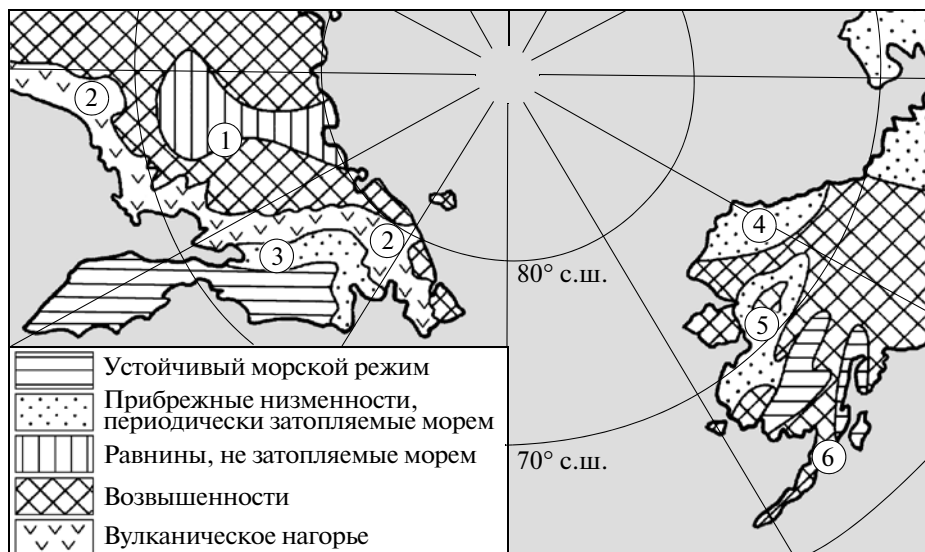 2
1
2
3
4
5
6
80° с.ш.
70° с.ш.
Устойчивый морской режим
Прибрежные низменности,
периодически затопляемые морем
Равнины, не затопляемые морем
Возвышенности
Вулканическое нагорье